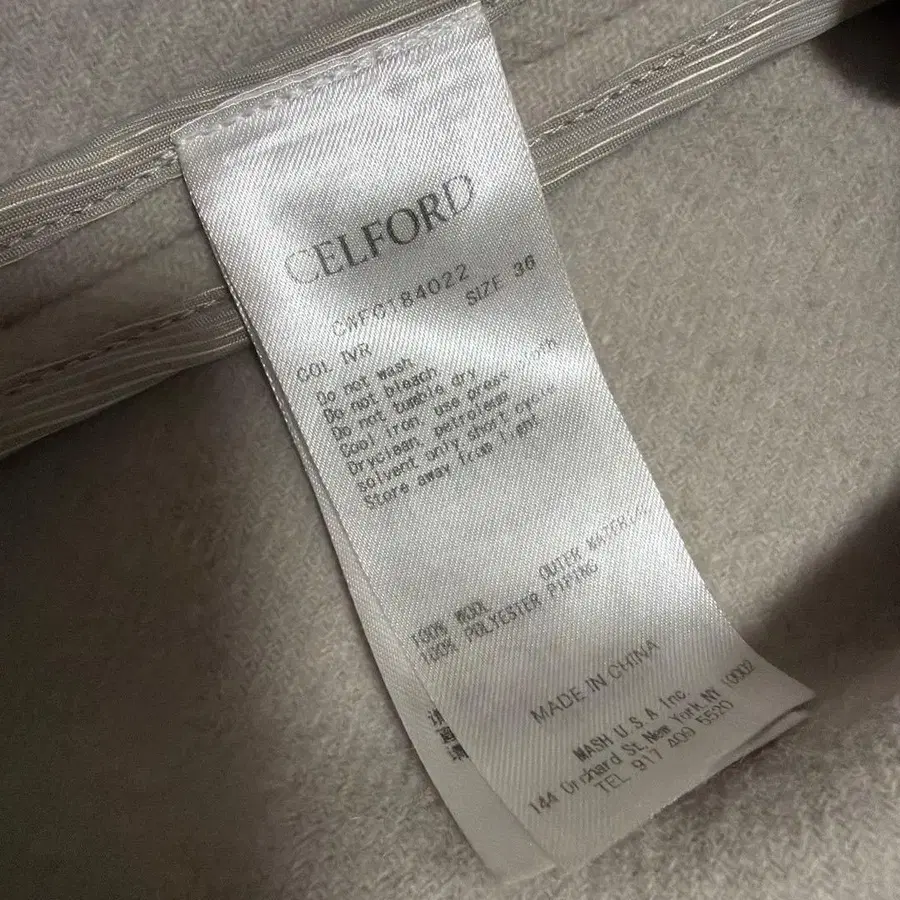 CELFORD
CWFC184022
COL IVR SIZE 36
Do not wash
Do not bleach
Do not tumble dry
Cool iron, use press cloth
Dryclean, petroleum
solvent only short cycle
Store away from light
100% WOOL OUTER MATERIAL
100% POLYESTER PIPING
MADE IN CHINA
MASH U.S.A Inc.
144 Orchard St, New York, NY 10002
TEL 917 409 5520